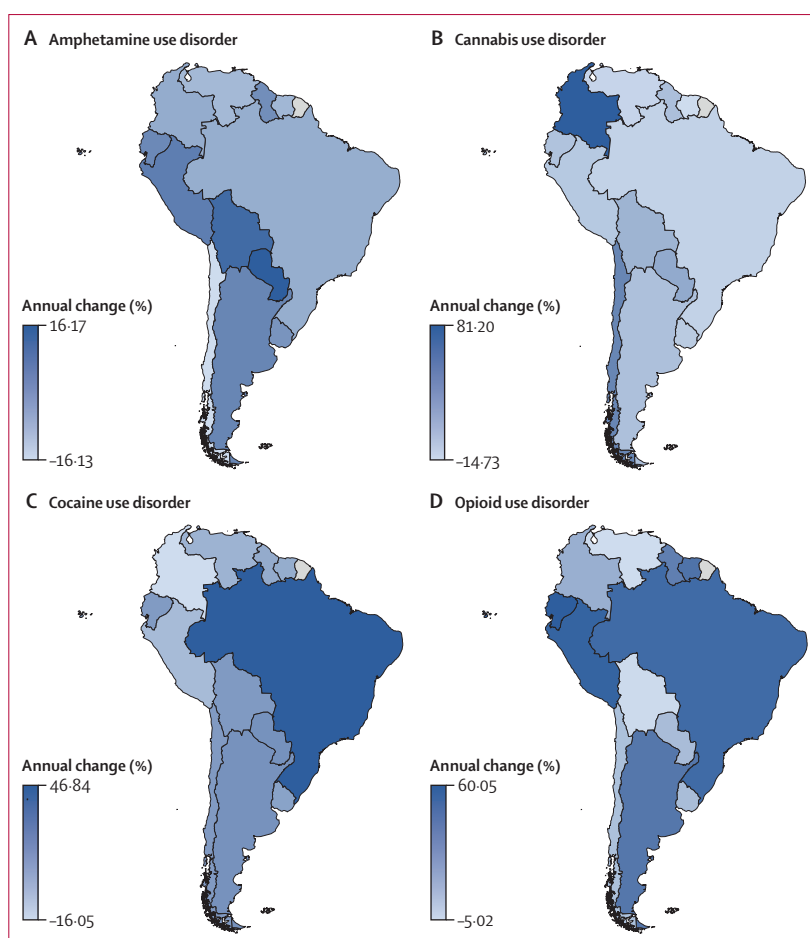 A Amphetamine use disorder
B Cannabis use disorder
Annual change (%)
16·17
–16·13
Annual change (%)
81·20
–14·73
C Cocaine use disorder
D Opioid use disorder
Annual change (%)
46·84
–16·05
Annual change (%)
60·05
–5·02